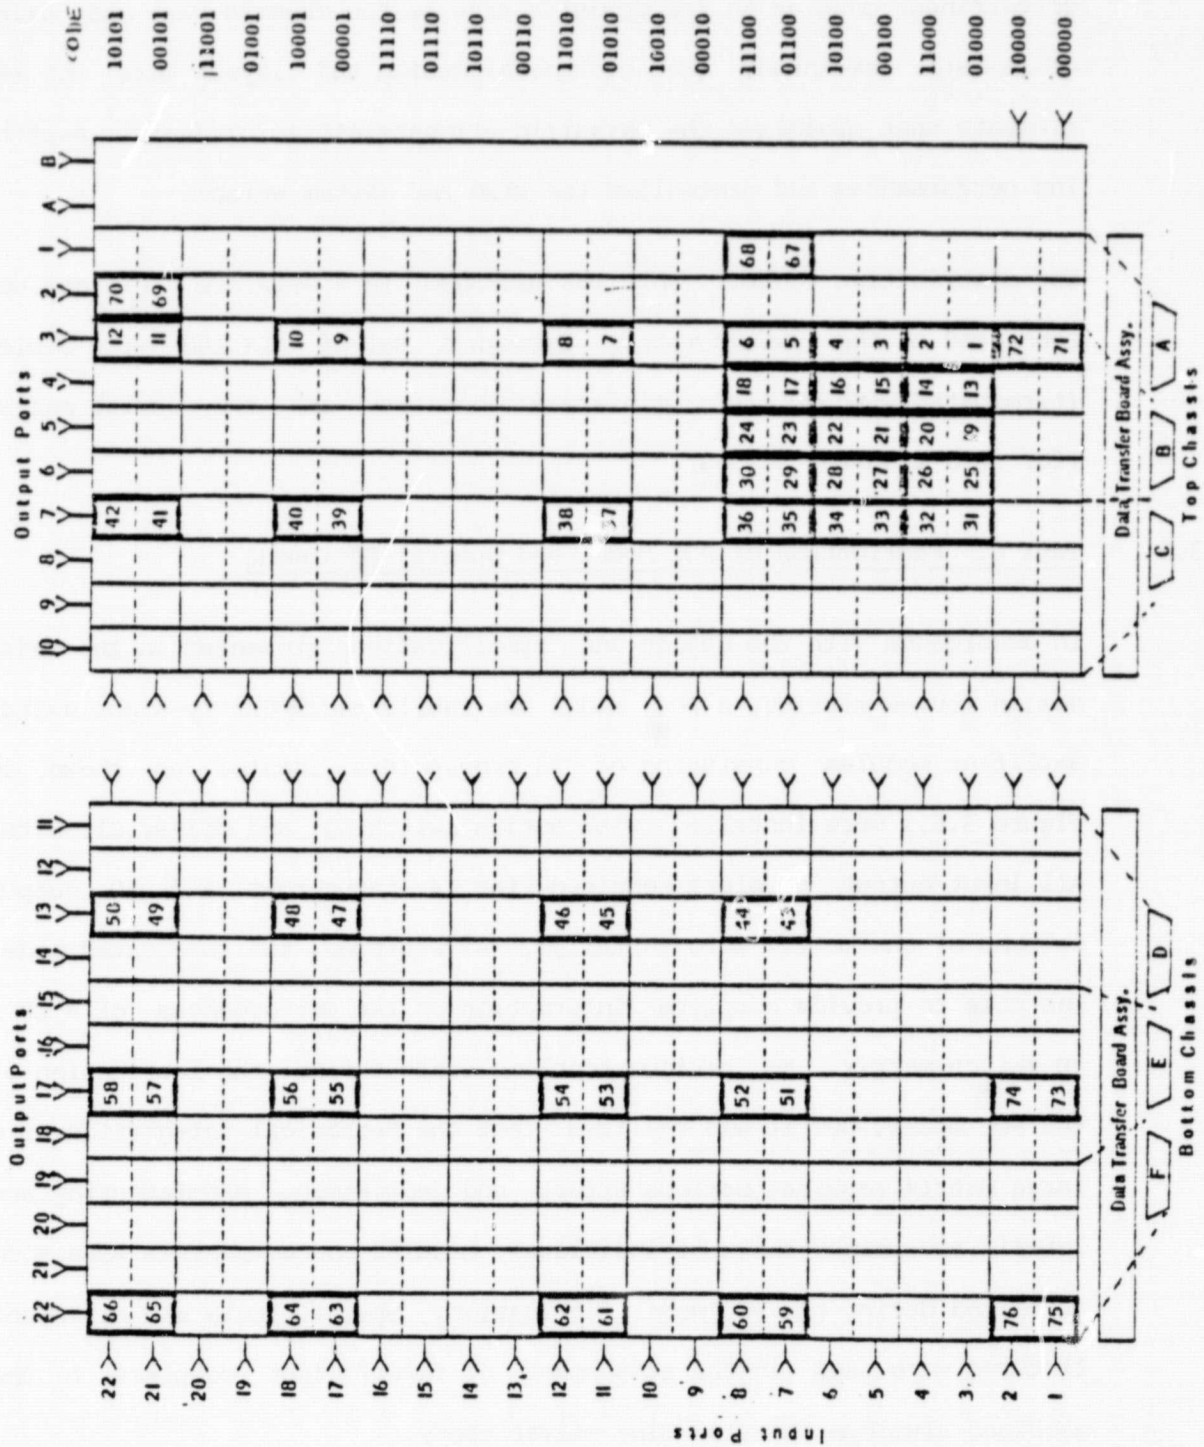 Output Ports
22 21 20 19 18 17 16 15 14 13 12 11
Output Ports
10 9 8 7 6 5 4 3 2 1 A B
CODE
22 66 58 50 42 12 70 10101
21 65 57 49 41 11 69 00101
20 11001
19 01001
18 64 56 48 40 10 10001
17 63 55 47 39 9 00001
16 11110
15 01110
14 10110
13 00110
12 62 54 46 38 8 11010
11 61 53 45 37 7 01010
10 10010
9 00010
8 60 52 44 36 30 24 18 6 68 11100
7 59 51 43 35 29 23 17 5 67 01100
6 34 28 22 16 4 10100
5 33 27 21 15 3 00100
4 32 26 20 14 2 11000
3 31 25 19 13 1 01000
2 76 74 72 10000
1 75 73 71 00000
Input Ports
Data Transfer Board Assy.
F E D
Bottom Chassis
Data Transfer Board Assy.
C B A
Top Chassis